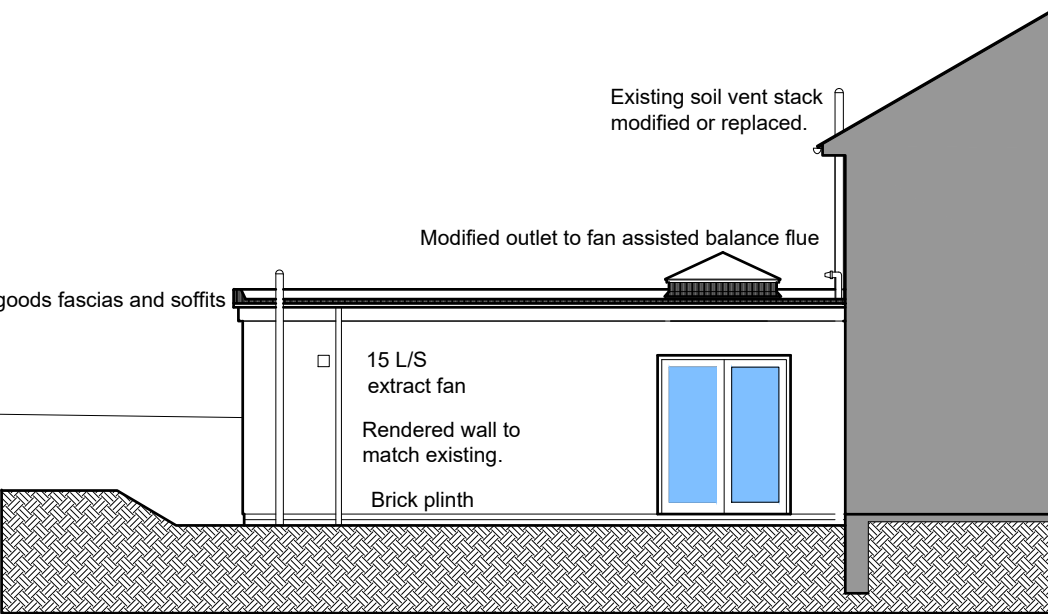 Existing soil vent stack
modified or replaced.
Modified outlet to fan assisted balance flue
goods fascias and soffits
15 L/S
extract fan
Rendered wall to
match existing.
Brick plinth